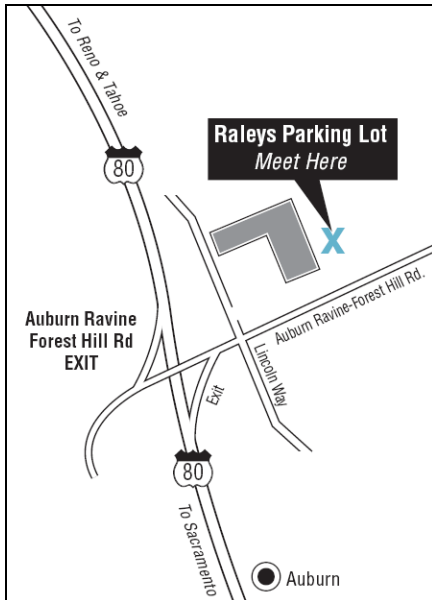 To Reno & Tahoe
80
Raleys Parking Lot
Meet Here
X
Auburn Ravine
Forest Hill Rd
EXIT
Auburn Ravine-Forest Hill Rd.
Lincoln Way
Exit
80
To Sacramento
Auburn